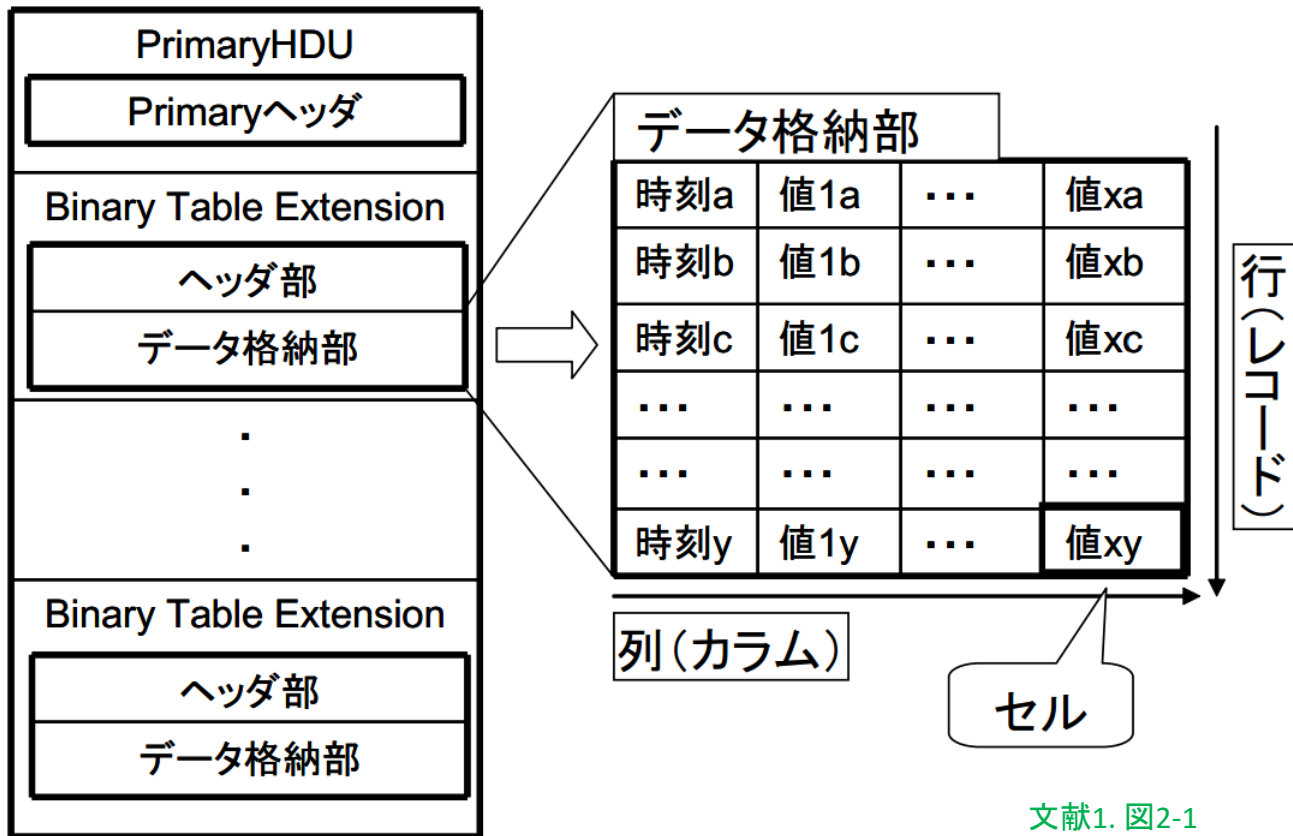 PrimaryHDU
Primaryヘッダ
Binary Table Extension
ヘッダ部
データ格納部
・
・
・
Binary Table Extension
ヘッダ部
データ格納部
データ格納部
時刻a 値1a ・・・ 値xa
時刻b 値1b ・・・ 値xb
時刻c 値1c ・・・ 値xc
・・・ ・・・ ・・・ ・・・
・・・ ・・・ ・・・ ・・・
時刻y 値1y ・・・ 値xy
行(レコード)
列(カラム)
セル
文献1. 図2-1